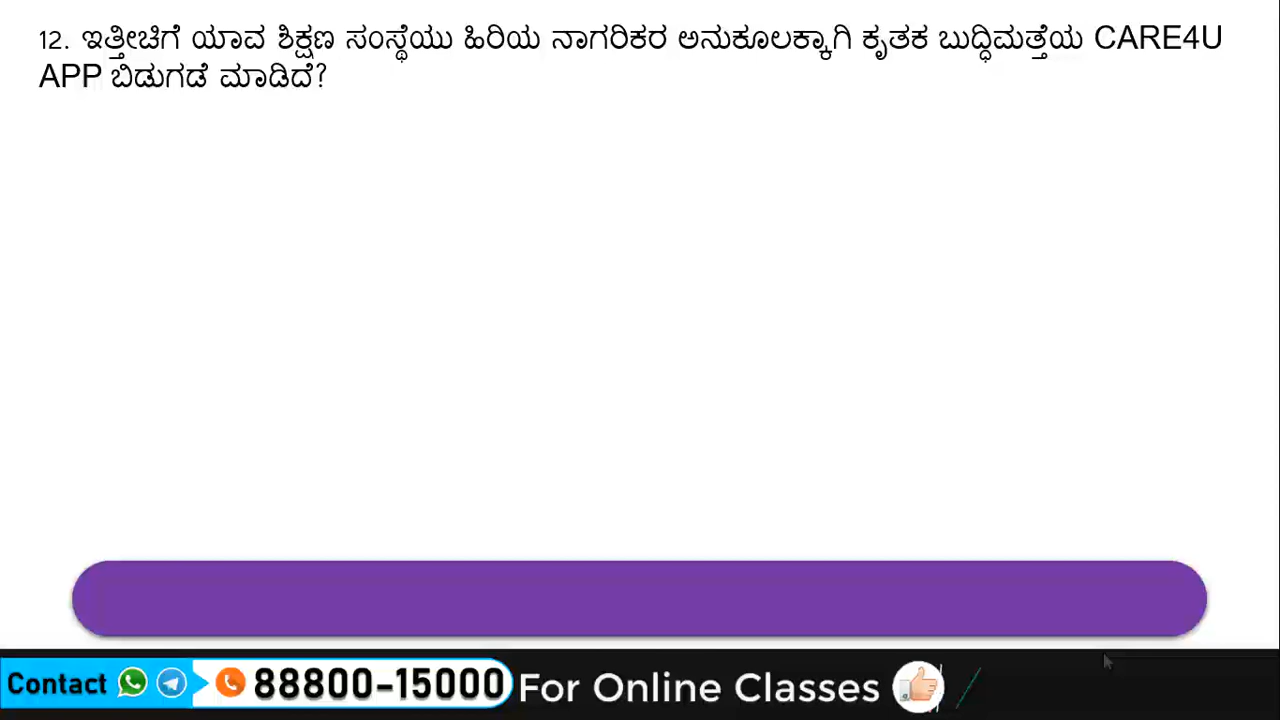 12. ಇತ್ತೀಚಿಗೆ ಯಾವ ಶಿಕ್ಷಣ ಸಂಸ್ಥೆಯು ಹಿರಿಯ ನಾಗರಿಕರ ಅನುಕೂಲಕ್ಕಾಗಿ ಕೃತಕ ಬುದ್ಧಿಮತ್ತೆಯ CARE4U
APP ಬಿಡುಗಡೆ ಮಾಡಿದೆ?
Contact 88800-15000 For Online Classes